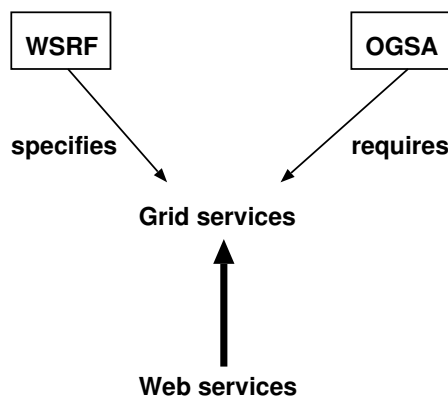 WSRF
OGSA
specifies
requires
Grid services
Web services